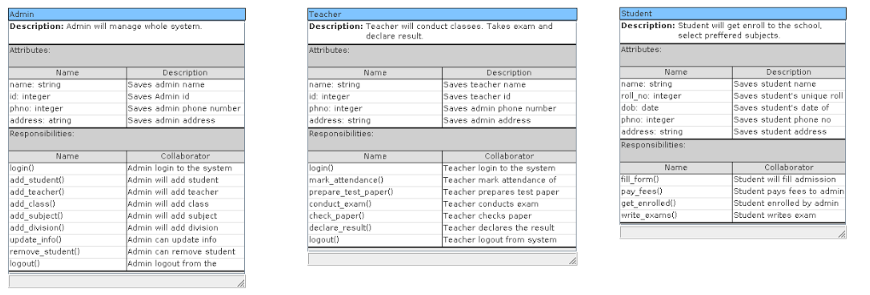 Admin
Description: Admin will manage whole system.
Attributes:
Name Description
name: string Saves admin name
id: integer Saves Admin id
phno: integer Saves admin phone number
address: atring Saves admin address
Responsibilities:
Name Collaborator
login() Admin login to the system
add_student() Admin will add student
add_teacher() Admin will add teacher
add_class() Admin will add class
add_subject() Admin will add subject
add_division() Admin will add division
update_info() Admin can update info
remove_student() Admin can remove student
logout() Admin logout from the
Teacher
Description: Teacher will conduct classes. Takes exam and
declare result.
Attributes:
Name Description
name: string Saves teacher name
id: integer Saves teacher id
phno: integer Saves admin phone number
address: string Saves admin address
Responsibilities:
Name Collaborator
login() Teacher login to the system
mark_attendance() Teacher mark attendance of
prepare_test_paper() Teacher prepares test paper
conduct_exam() Teacher conducts exam
check_paper() Teacher checks paper
declare_result() Teacher declares the result
logout() Teacher logout from system
Student
Description: Student will get enroll to the school,
select preffered subjects.
Attributes:
Name Description
name: string Saves student name
roll_no: integer Saves student's unique roll
dob: date Saves student's date of
phno: integer Saves student phone no
address: string Saves student address
Responsibilities:
Name Collaborator
fill_form() Student will fill admission
pay_fees() Student pays fees to admin
get_enrolled() Student enrolled by admin
write_exams() Student writes exam